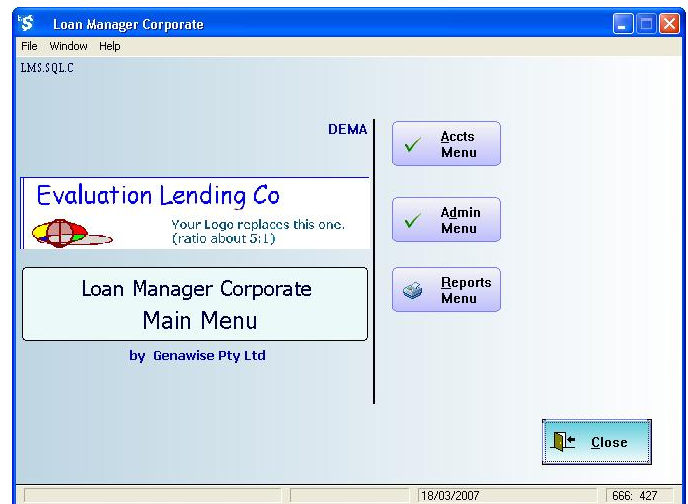 Loan Manager Corporate
File Window Help
LMS.SQL.C
DEMA
Evaluation Lending Co
Your Logo replaces this one.
(ratio about 5:1)
Loan Manager Corporate
Main Menu
by Genawise Pty Ltd
Accts
Menu
Admin
Menu
Reports
Menu
Close
18/03/2007
666: 427